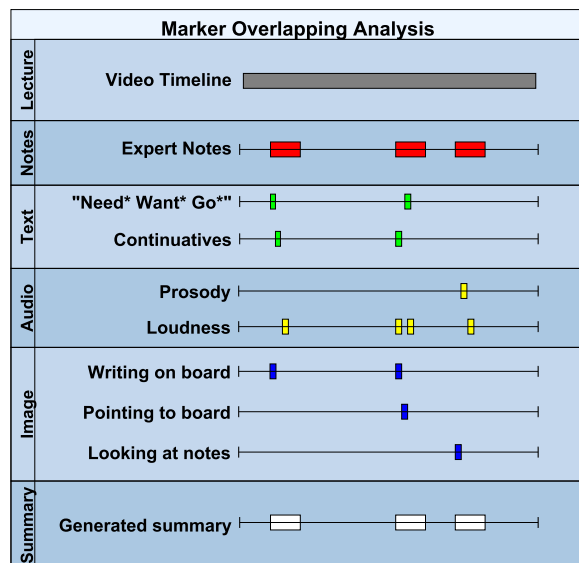 Marker Overlapping Analysis
Lecture
Video Timeline
Notes
Expert Notes
Text
"Need* Want* Go*"
Continuatives
Audio
Prosody
Loudness
Image
Writing on board
Pointing to board
Looking at notes
Summary
Generated summary